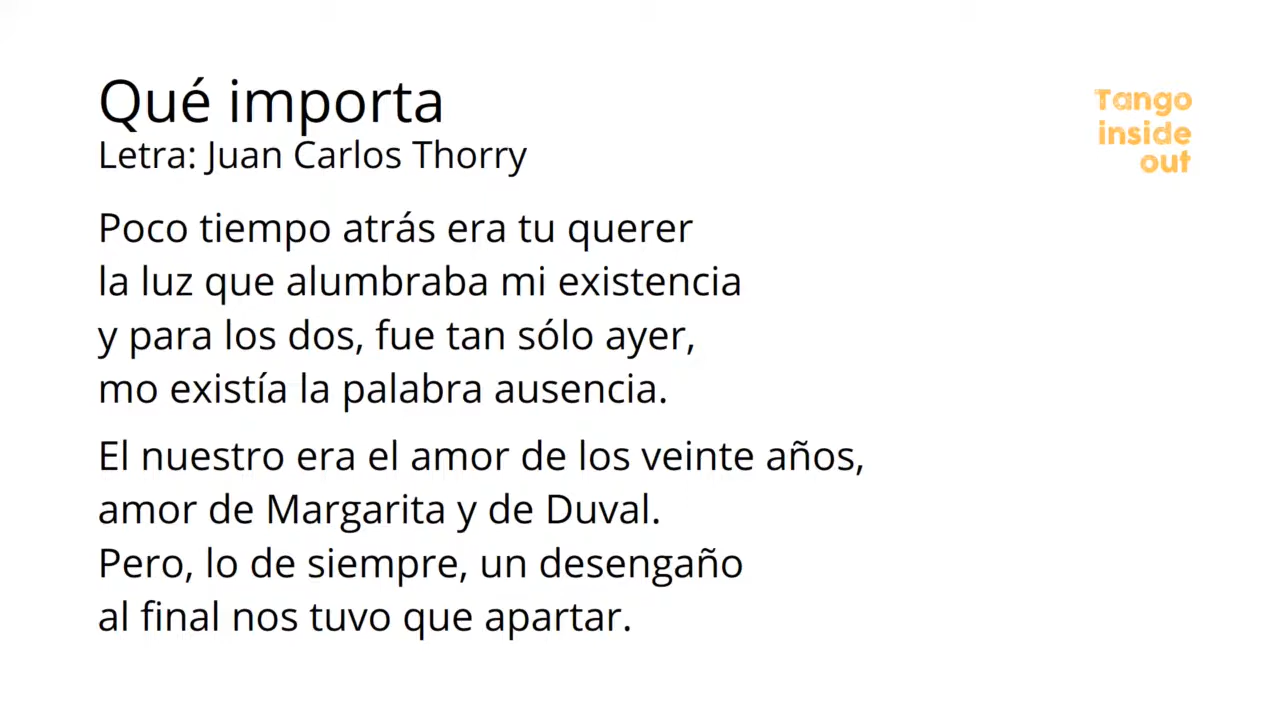 Qué importa
Letra: Juan Carlos Thorry
Tango
inside
out
Poco tiempo atrás era tu querer
la luz que alumbraba mi existencia
y para los dos, fue tan sólo ayer,
mo existía la palabra ausencia.
El nuestro era el amor de los veinte años,
amor de Margarita y de Duval.
Pero, lo de siempre, un desengaño
al final nos tuvo que apartar.